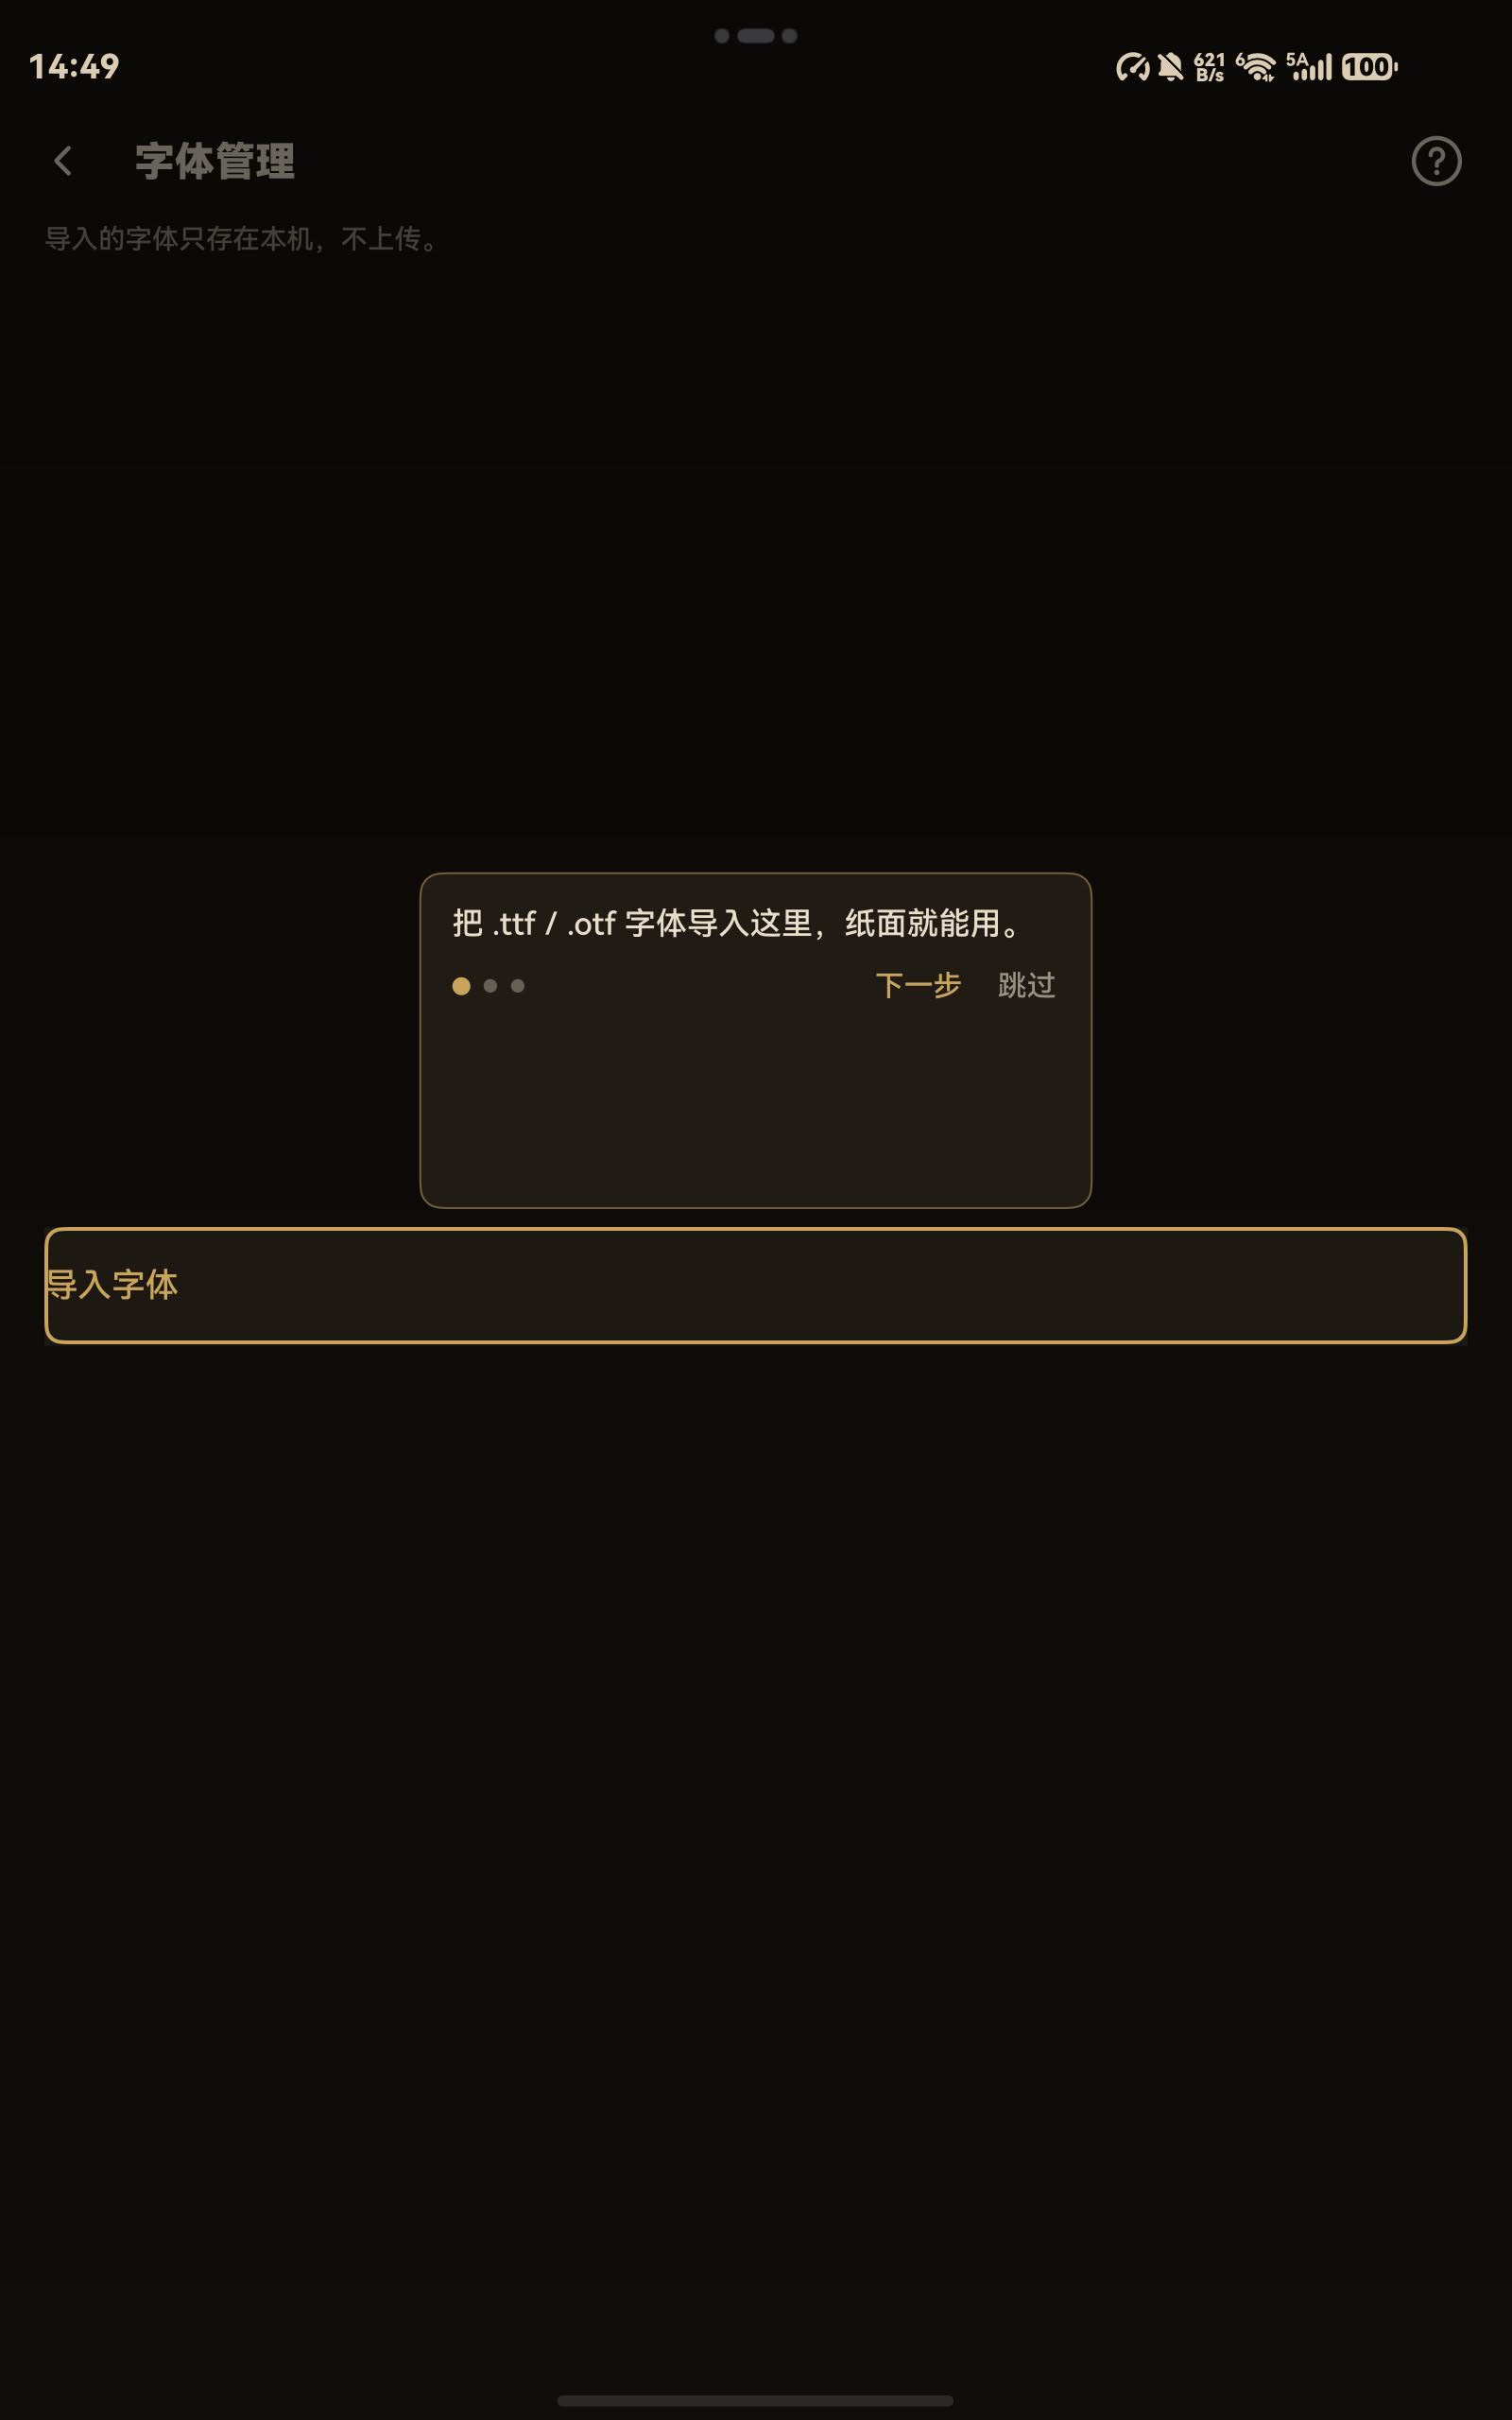 14:49
621 B/s
6
5A
100
字体管理
导入的字体只存在本机，不上传。
把 .ttf / .otf 字体导入这里，纸面就能用。
下一步 跳过
导入字体